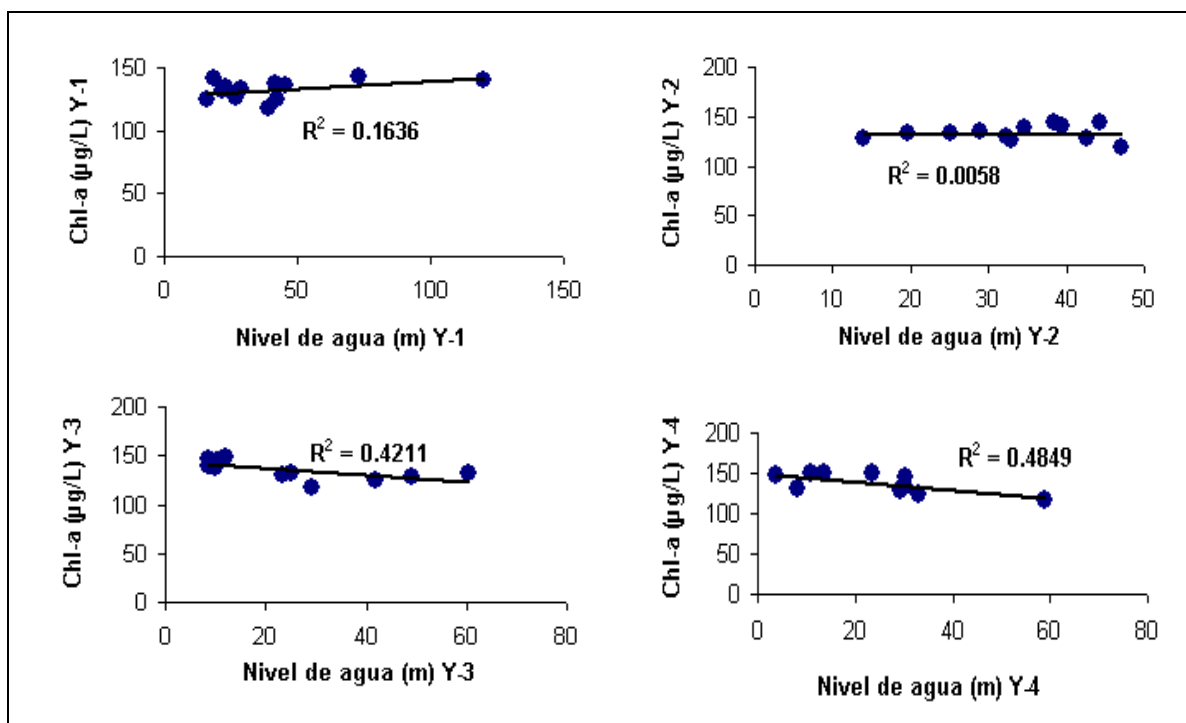 Chl-a (µg/L) Y-1
150
100
50
0
R² = 0.1636
0 50 100 150
Nivel de agua (m) Y-1
Chl-a (µg/L) Y-2
200
150
100
50
0
R² = 0.0058
0 10 20 30 40 50
Nivel de agua (m) Y-2
Chl-a (µg/L) Y-3
200
150
100
50
0
R² = 0.4211
0 20 40 60 80
Nivel de agua (m) Y-3
Chl-a (µg/L) Y-4
200
150
100
50
0
R² = 0.4849
0 20 40 60 80
Nivel de agua (m) Y-4